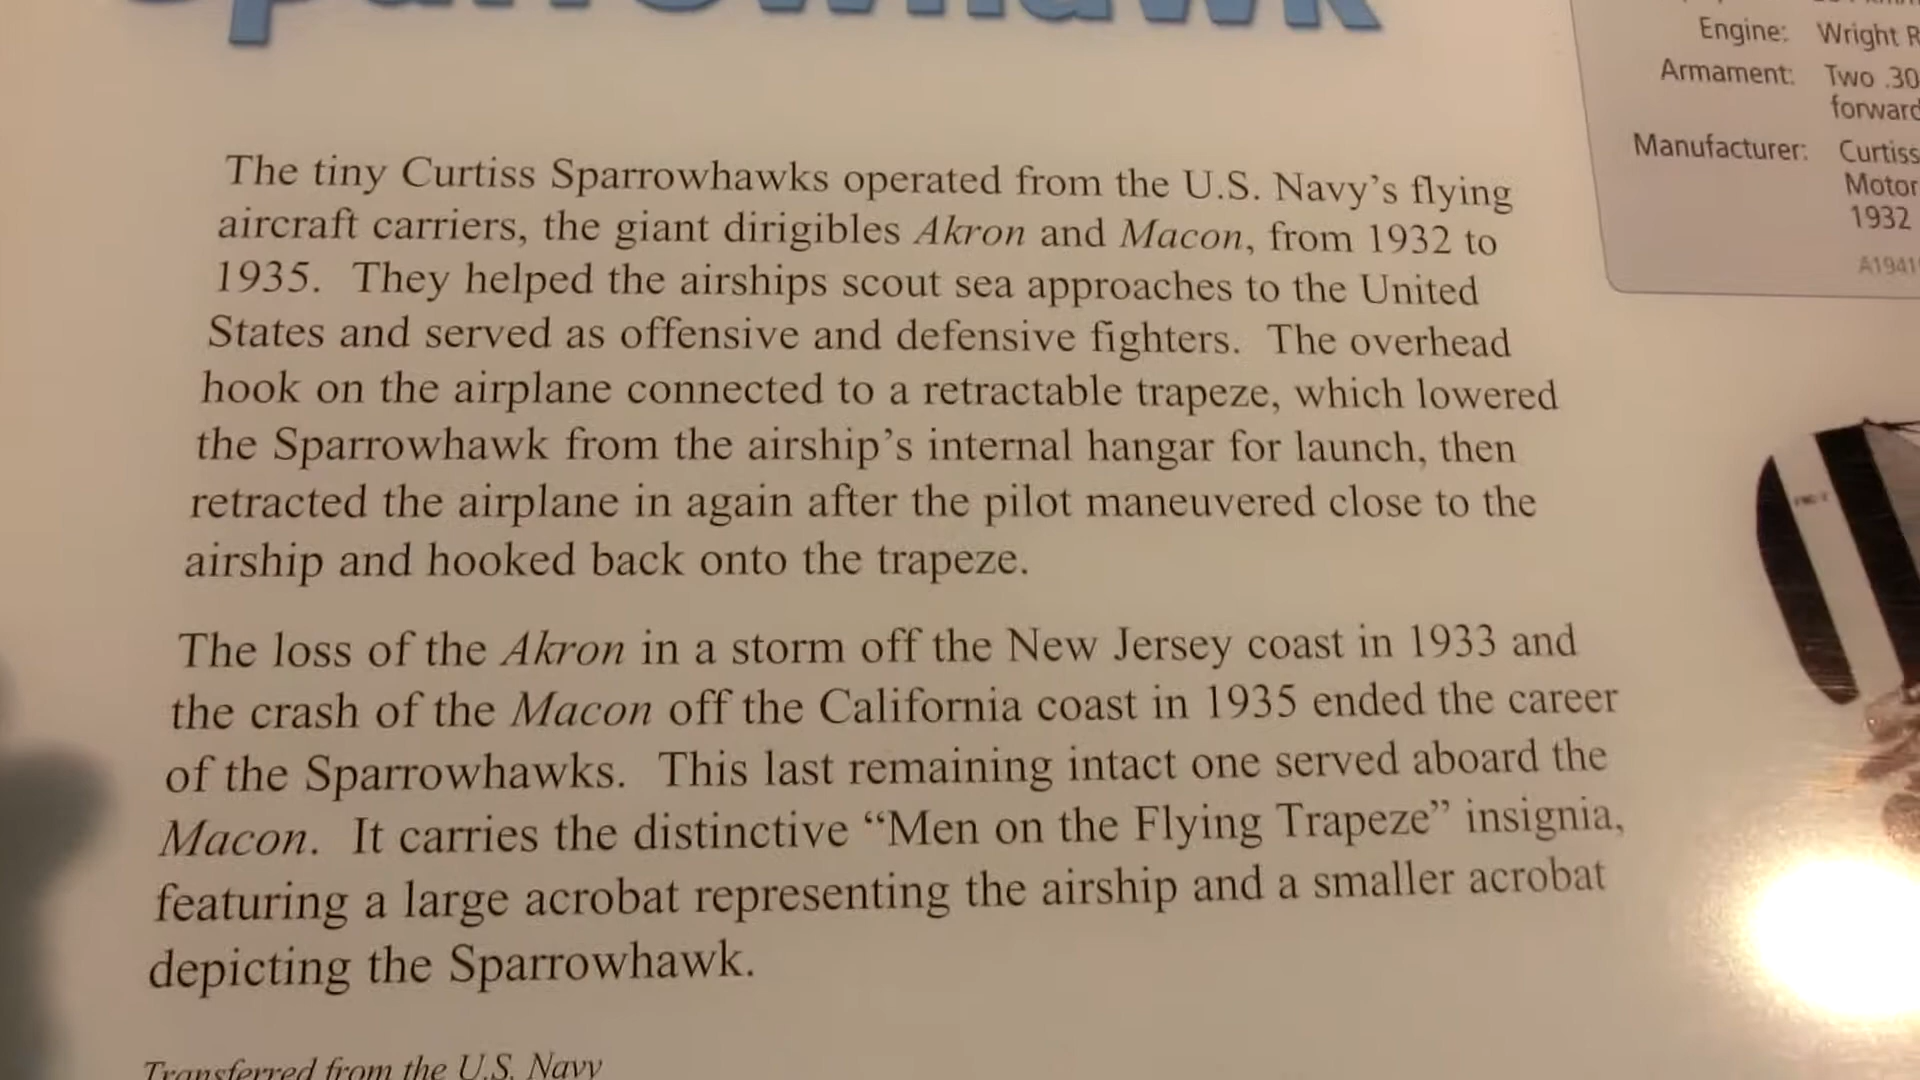 Sparrowhawk
Engine: Wright R
Armament: Two .30
forward
Manufacturer: Curtiss
Motor
1932
A1941
The tiny Curtiss Sparrowhawks operated from the U.S. Navy’s flying
aircraft carriers, the giant dirigibles Akron and Macon, from 1932 to
1935. They helped the airships scout sea approaches to the United
States and served as offensive and defensive fighters. The overhead
hook on the airplane connected to a retractable trapeze, which lowered
the Sparrowhawk from the airship’s internal hangar for launch, then
retracted the airplane in again after the pilot maneuvered close to the
airship and hooked back onto the trapeze.
The loss of the Akron in a storm off the New Jersey coast in 1933 and
the crash of the Macon off the California coast in 1935 ended the career
of the Sparrowhawks. This last remaining intact one served aboard the
Macon. It carries the distinctive “Men on the Flying Trapeze” insignia,
featuring a large acrobat representing the airship and a smaller acrobat
depicting the Sparrowhawk.
Transferred from the U.S. Navy